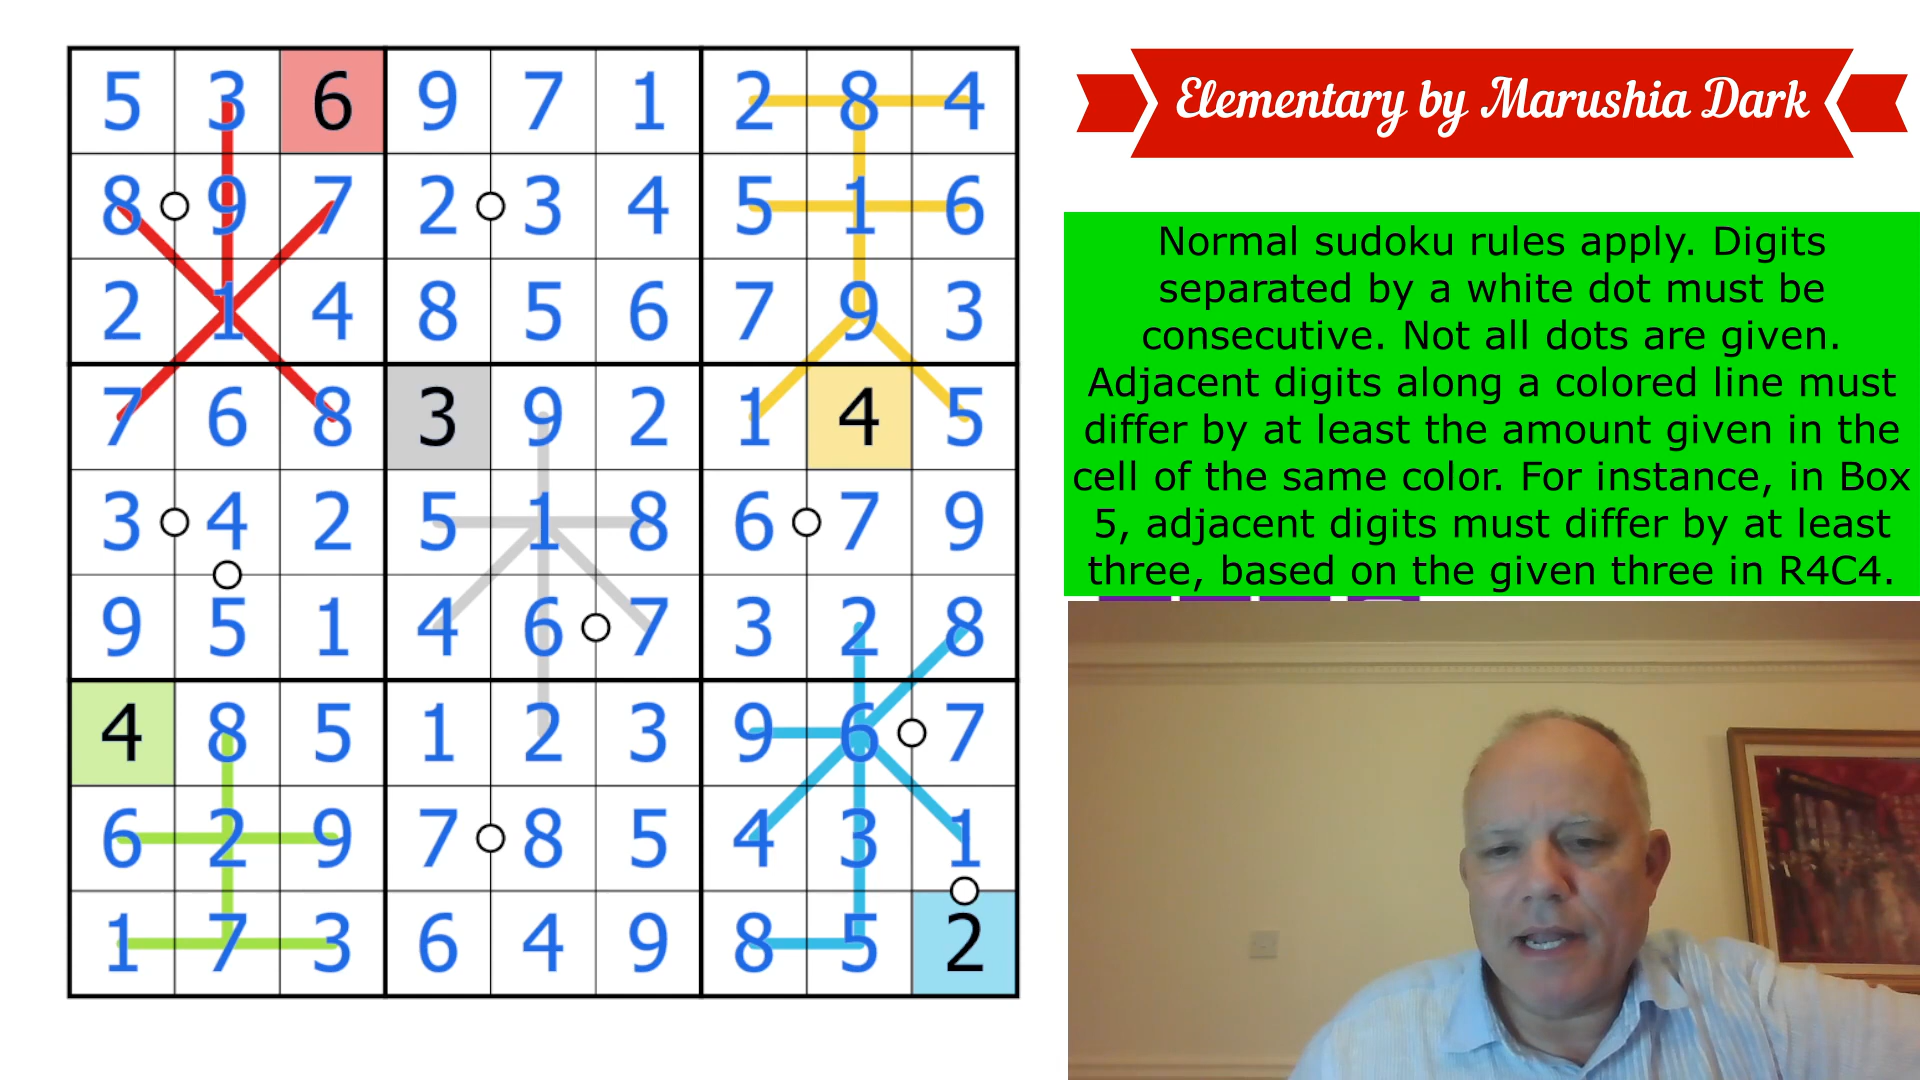 5 3 6 9 7 1 2 8 4
8 9 7 2 3 4 5 1 6
2 1 4 8 5 6 7 9 3
7 6 8 3 9 2 1 4 5
3 4 2 5 1 8 6 7 9
9 5 1 4 6 7 3 2 8
4 8 5 1 2 3 9 6 7
6 2 9 7 8 5 4 3 1
1 7 3 6 4 9 8 5 2
Elementary by Marushia Dark
Normal sudoku rules apply. Digits
separated by a white dot must be
consecutive. Not all dots are given.
Adjacent digits along a colored line must
differ by at least the amount given in the
cell of the same color. For instance, in Box
5, adjacent digits must differ by at least
three, based on the given three in R4C4.